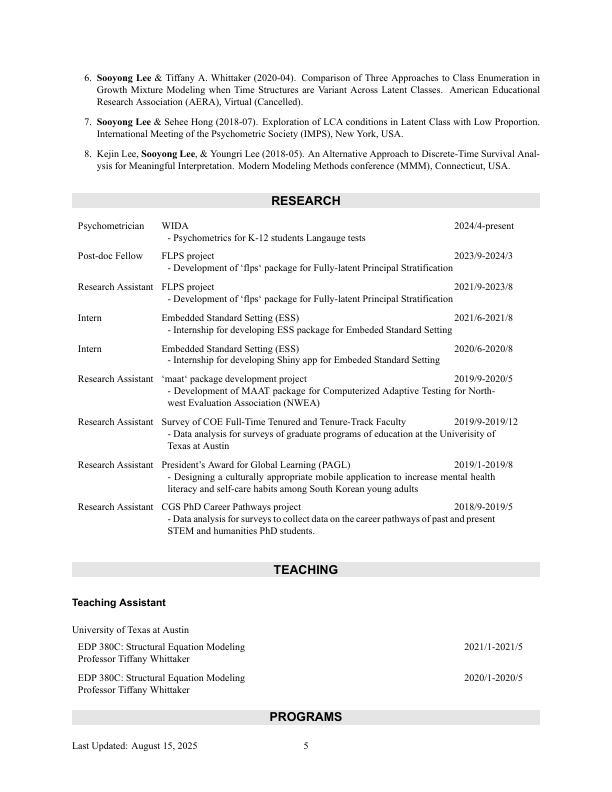 6. Sooyong Lee & Tiffany A. Whittaker (2020-04). Comparison of Three Approaches to Class Enumeration in
Growth Mixture Modeling when Time Structures are Variant Across Latent Classes. American Educational
Research Association (AERA), Virtual (Cancelled).
7. Sooyong Lee & Sehee Hong (2018-07). Exploration of LCA conditions in Latent Class with Low Proportion.
International Meeting of the Psychometric Society (IMPS), New York, USA.
8. Kejin Lee, Sooyong Lee, & Youngri Lee (2018-05). An Alternative Approach to Discrete-Time Survival Anal-
ysis for Meaningful Interpretation. Modern Modeling Methods conference (MMM), Connecticut, USA.
RESEARCH
Psychometrician WIDA 2024/4-present
- Psychometrics for K-12 students Langauge tests
Post-doc Fellow FLPS project 2023/9-2024/3
- Development of ‘flps‘ package for Fully-latent Principal Stratification
Research Assistant FLPS project 2021/9-2023/8
- Development of ‘flps‘ package for Fully-latent Principal Stratification
Intern Embedded Standard Setting (ESS) 2021/6-2021/8
- Internship for developing ESS package for Embeded Standard Setting
Intern Embedded Standard Setting (ESS) 2020/6-2020/8
- Internship for developing Shiny app for Embeded Standard Setting
Research Assistant ‘maat‘ package development project 2019/9-2020/5
- Development of MAAT package for Computerized Adaptive Testing for North-
west Evaluation Association (NWEA)
Research Assistant Survey of COE Full-Time Tenured and Tenure-Track Faculty 2019/9-2019/12
- Data analysis for surveys of graduate programs of education at the Univerisity of
Texas at Austin
Research Assistant President’s Award for Global Learning (PAGL) 2019/1-2019/8
- Designing a culturally appropriate mobile application to increase mental health
literacy and self-care habits among South Korean young adults
Research Assistant CGS PhD Career Pathways project 2018/9-2019/5
- Data analysis for surveys to collect data on the career pathways of past and present
STEM and humanities PhD students.
TEACHING
Teaching Assistant
University of Texas at Austin
EDP 380C: Structural Equation Modeling 2021/1-2021/5
Professor Tiffany Whittaker
EDP 380C: Structural Equation Modeling 2020/1-2020/5
Professor Tiffany Whittaker
PROGRAMS
Last Updated: August 15, 2025 5